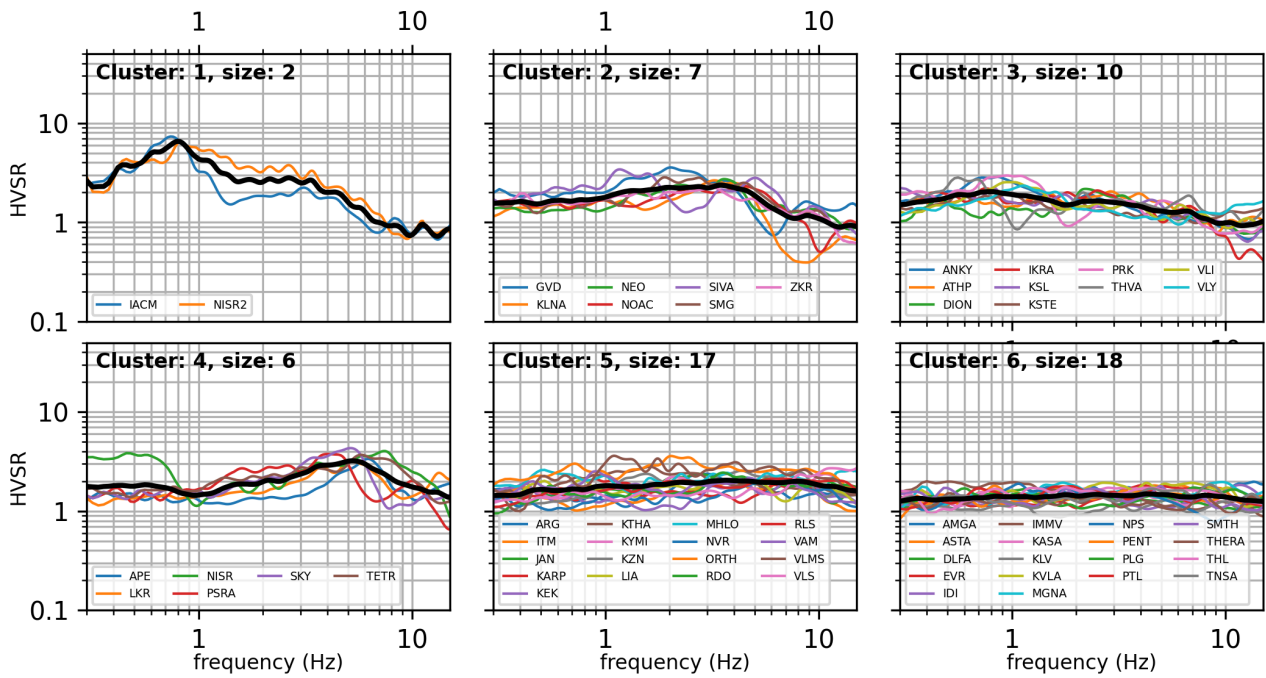 1 10 1 10
Cluster: 1, size: 2 Cluster: 2, size: 7 Cluster: 3, size: 10
10
HVSR
1
ANKY IKRA PRK VLI
GVD NEO SIVA ZKR ATHP KSL THVA VLY
IACM NISR2 KLNA NOAC SMG DION KSTE
0.1
Cluster: 4, size: 6 Cluster: 5, size: 17 Cluster: 6, size: 18
10
HVSR
1
ARG KTHA MHLO RLS AMGA IMMV NPS SMTH
ITM KYMI NVR VAM ASTA KASA PENT THERA
JAN KZN ORTH VLMS DLFA KLV PLG THL
APE NISR SKY TETR KARP LIA RDO VLS EVR KVLA PTL TNSA
LKR PSRA KEK IDI MGNA
0.1
1 10 1 10 1 10
frequency (Hz) frequency (Hz) frequency (Hz)